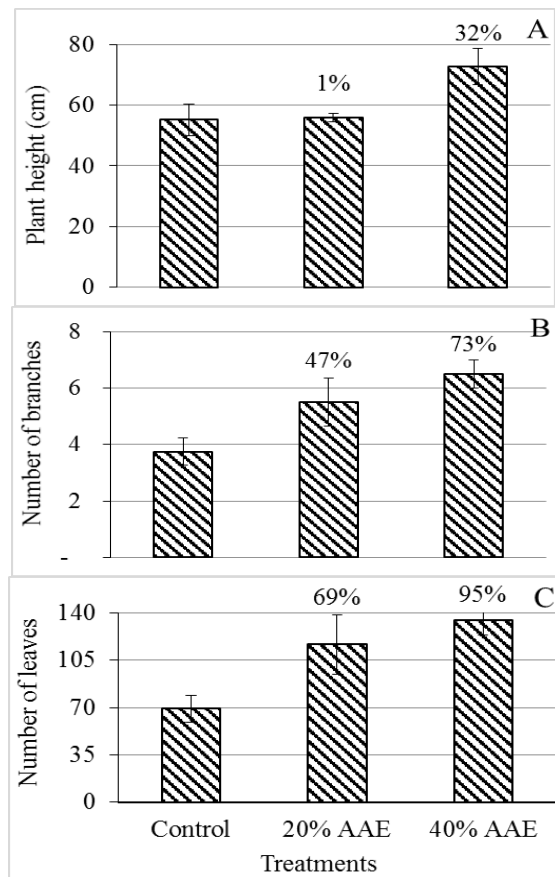 A
Plant height (cm)
80
60
40
20
0
1%
32%
B
Number of branches
8
6
4
2
-
47%
73%
C
Number of leaves
140
105
70
35
0
69%
95%
Control 20% AAE 40% AAE
Treatments